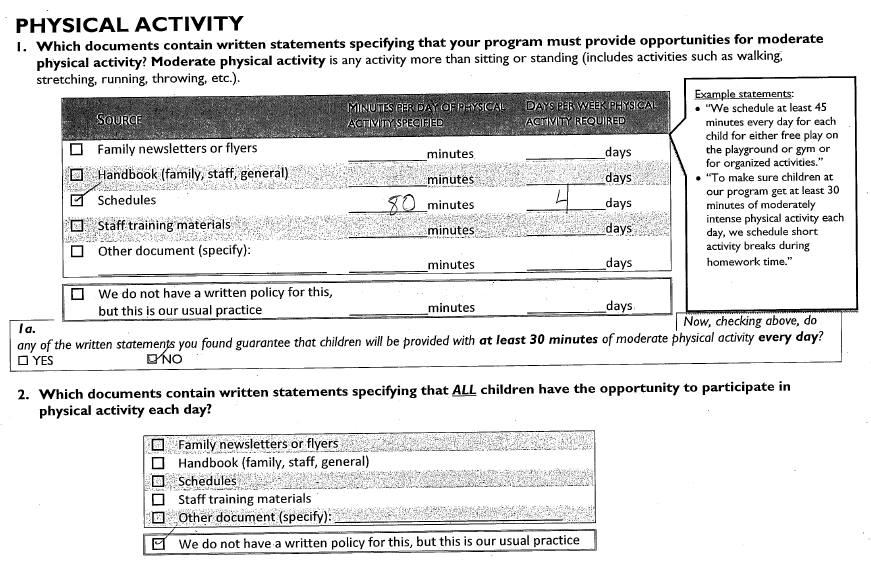 PHYSICAL ACTIVITY
1. Which documents contain written statements specifying that your program must provide opportunities for moderate
physical activity? Moderate physical activity is any activity more than sitting or standing (includes activities such as walking,
stretching, running, throwing, etc.).
SOURCE MINUTES PER DAY OF PHYSICAL ACTIVITY SPECIFIED DAYS PER WEEK PHYSICAL ACTIVITY REQUIRED
☐ Family newsletters or flyers ______ minutes ______ days
☐ Handbook (family, staff, general) ______ minutes ______ days
☑ Schedules 80 minutes 4 days
☐ Staff training materials ______ minutes ______ days
☐ Other document (specify): ______ minutes ______ days
☐ We do not have a written policy for this,
but this is our usual practice ______ minutes ______ days
Example statements:
• "We schedule at least 45
minutes every day for each
child for either free play on
the playground or gym or
for organized activities."
• "To make sure children at
our program get at least 30
minutes of moderately
intense physical activity each
day, we schedule short
activity breaks during
homework time."
1a. Now, checking above, do
any of the written statements you found guarantee that children will be provided with at least 30 minutes of moderate physical activity every day?
☐ YES ☑ NO
2. Which documents contain written statements specifying that ALL children have the opportunity to participate in
physical activity each day?
☐ Family newsletters or flyers
☐ Handbook (family, staff, general)
☐ Schedules
☐ Staff training materials
☐ Other document (specify): ______
☑ We do not have a written policy for this, but this is our usual practice